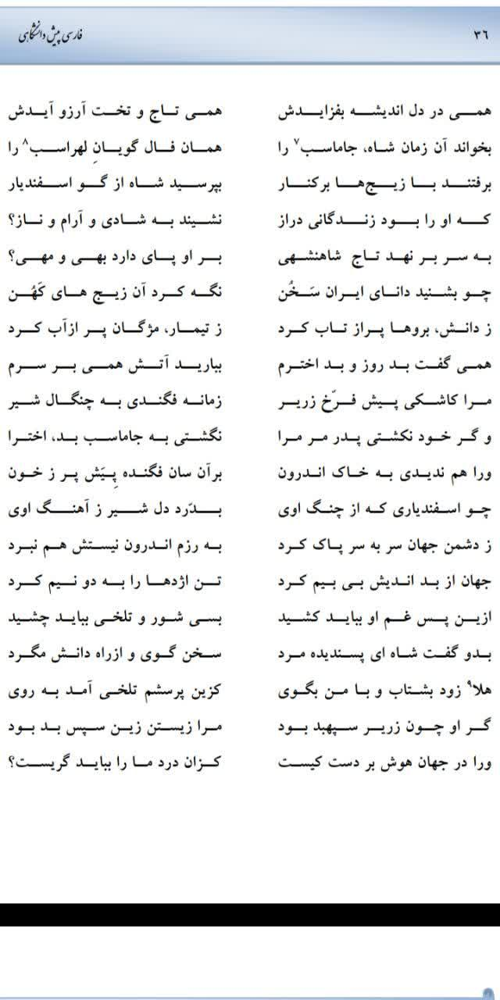 ۳۶ فارسی پیش دانشگاهی
همی در دل اندیشه بفزایدش همی تاج و تخت آرزو آیدش
بخواند آن زمان شاه، جاماسب۷ را همان فال گویانِ لهراسب۸ را
برفتند با زیج‌ها برکنار بپرسید شاه از گو اسفندیار
که او را بود زندگانی دراز نشیند به شادی و آرام و ناز؟
به سر بر نهد تاج شاهنشهی بر او پای دارد بهی و مهی؟
چو بشنید دانای ایران سَخُن نگه کرد آن زیج های کَهُن
ز دانش، بروها پراز تاب کرد ز تیمار، مژگان پر ازآب کرد
همی گفت بد روز و بد اخترم ببارید آتش همی بر سرم
مرا کاشکی پیش فرّخ زریر زمانه فگندی به چنگال شیر
و گر خود نکشتی پدر مر مرا نگشتی به جاماسب بد، اخترا
ورا هم ندیدی به خاک اندرون برآن سان فگنده پِیَش پر ز خون
چو اسفندیاری که از چنگ اوی بدّرد دل شیر ز آهنگ اوی
ز دشمن جهان سر به سر پاک کرد به رزم اندرون نیستش هم نبرد
جهان از بد اندیش بی بیم کرد تن اژدها را به دو نیم کرد
ازین پس غم او بباید کشید بسی شور و تلخی بباید چشید
بدو گفت شاه ای پسندیده مرد سخن گوی و ازراه دانش مگرد
هلا۹ زود بشتاب و با من بگوی کزین پرسشم تلخی آمد به روی
گر او چون زریر سپهبد بود مرا زیستن زین سپس بد بود
ورا در جهان هوش بر دست کیست کزان درد ما را بباید گریست؟